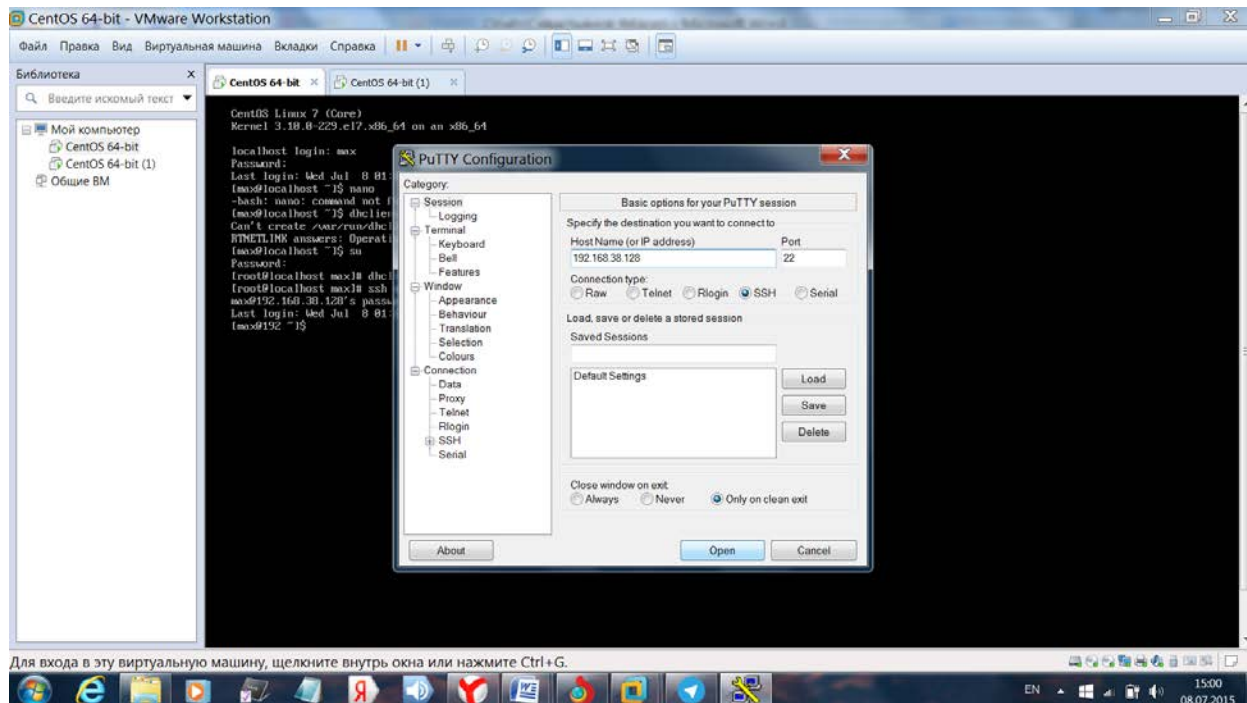 CentOS 64-bit - VMware Workstation
Файл Правка Вид Виртуальная машина Вкладки Справка
Библиотека x
Введите искомый текст
Мой компьютер
CentOS 64-bit
CentOS 64-bit (1)
Общие ВМ
CentOS 64-bit × CentOS 64-bit (1) ×
CentOS Linux 7 (Core)
Kernel 3.10.0-229.el7.x86_64 on an x86_64
localhost login: max
Password:
Last login: Wed Jul 8 01:
[max@localhost ~]$ nano
-bash: nano: command not f
[max@localhost ~]$ dhclien
Can't create /var/run/dhcl
RTNETLINK answers: Operati
[max@localhost ~]$ su
Password:
[root@localhost max]# dhcl
[root@localhost max]# ssh
max@192.168.38.128's passw
Last login: Wed Jul 8 01:
[max@192 ~]$
PuTTY Configuration
Category:
Session
Logging
Terminal
Keyboard
Bell
Features
Window
Appearance
Behaviour
Translation
Selection
Colours
Connection
Data
Proxy
Telnet
Rlogin
SSH
Serial
Basic options for your PuTTY session
Specify the destination you want to connect to
Host Name (or IP address) Port
192.168.38.128 22
Connection type:
Raw Telnet Rlogin SSH Serial
Load, save or delete a stored session
Saved Sessions
Default Settings
Load
Save
Delete
Close window on exit:
Always Never Only on clean exit
About Open Cancel
Для входа в эту виртуальную машину, щелкните внутрь окна или нажмите Ctrl+G.
EN 15:00
08.07.2015